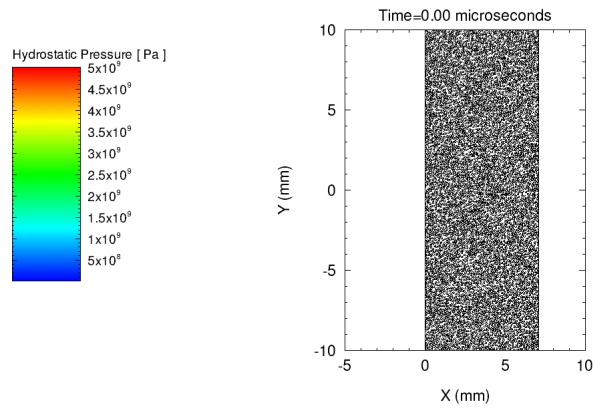 Time=0.00 microseconds
Hydrostatic Pressure [ Pa ]
5x10⁹
4.5x10⁹
4x10⁹
3.5x10⁹
3x10⁹
2.5x10⁹
2x10⁹
1.5x10⁹
1x10⁹
5x10⁸
10
5
0
-5
-10
Y (mm)
-5 0 5 10
X (mm)